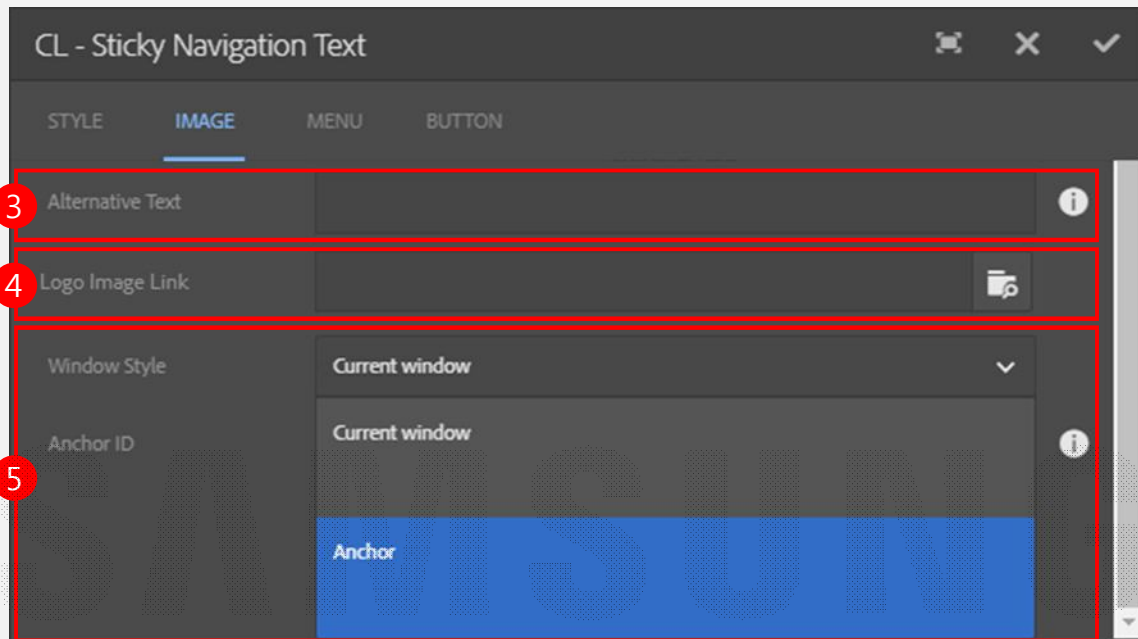 CL - Sticky Navigation Text
STYLE IMAGE MENU BUTTON
3 Alternative Text
4 Logo Image Link
Window Style Current window
Current window
Anchor ID
5
Anchor
SAMSUNG